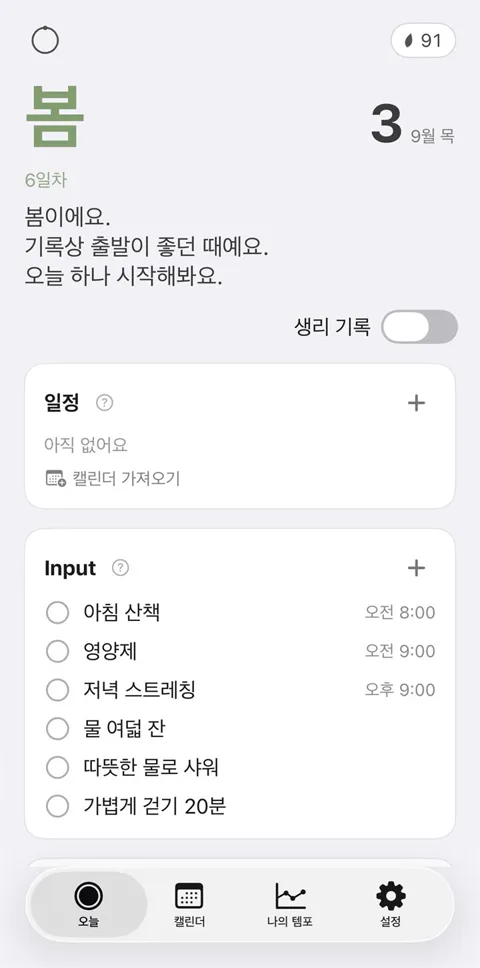 91
봄
3 9월 목
6일차
봄이에요.
기록상 출발이 좋던 때예요.
오늘 하나 시작해봐요.
생리 기록
일정 ?
아직 없어요
캘린더 가져오기
Input ?
아침 산책 오전 8:00
영양제 오전 9:00
저녁 스트레칭 오후 9:00
물 여덟 잔
따뜻한 물로 샤워
가볍게 걷기 20분
오늘 캘린더 나의 템포 설정